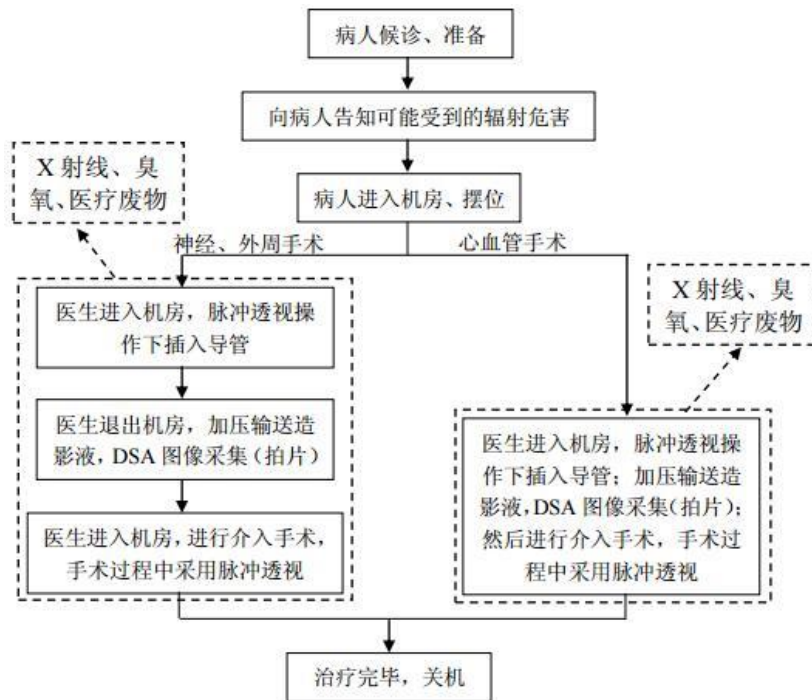 病人候诊、准备
向病人告知可能受到的辐射危害
X 射线、臭
氧、医疗废物
病人进入机房、摆位
神经、外周手术
心血管手术
X 射线、臭
氧、医疗废物
医生进入机房，脉冲透视操
作下插入导管
医生退出机房，加压输送造
影液，DSA 图像采集（拍片）
医生进入机房，进行介入手术，
手术过程中采用脉冲透视
医生进入机房，脉冲透视操
作下插入导管；加压输送造
影液，DSA 图像采集（拍片）；
然后进行介入手术，手术过
程中采用脉冲透视
治疗完毕，关机